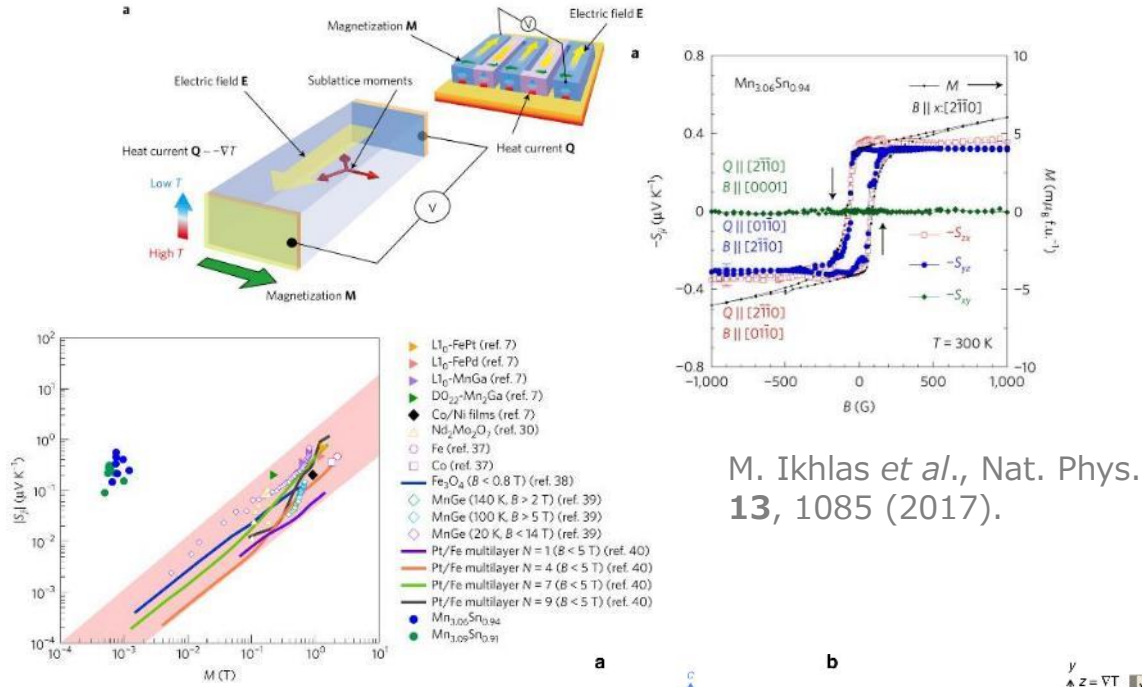 a
Magnetization M
Electric field E
Electric field E
Sublattice moments
V
Heat current Q ~ –∇T
Heat current Q
Low T
High T
V
Magnetization M
a
0.8
0.4
0
-0.4
-0.8
−Sji (μV K−1)
10
5
0
-5
-10
M (mμB f.u.−1)
Mn3.06Sn0.94
M
B || x:[2110]
Q || [2110]
B || [0001]
Q || [0110]
B || [2110]
Q || [2110]
B || [0110]
−Szx
−Syz
−Sxy
T = 300 K
-1,000
-500
0
500
1,000
B (G)
102
101
100
10−1
10−2
10−3
10−4
10−4
10−3
10−2
10−1
100
101
M (T)
L10-FePt (ref. 7)
L10-FePd (ref. 7)
L10-MnGa (ref. 7)
DO22-Mn2Ga (ref. 7)
Co/Ni films (ref. 7)
Nd2Mo2O7 (ref. 30)
Fe (ref. 37)
Co (ref. 37)
Fe3O4 (B < 0.8 T) (ref. 38)
MnGe (140 K, B > 2 T) (ref. 39)
MnGe (100 K, B > 5 T) (ref. 39)
MnGe (20 K, B < 14 T) (ref. 39)
Pt/Fe multilayer N = 1 (B < 5 T) (ref. 40)
Pt/Fe multilayer N = 4 (B < 5 T) (ref. 40)
Pt/Fe multilayer N = 7 (B < 5 T) (ref. 40)
Pt/Fe multilayer N = 9 (B < 5 T) (ref. 40)
Mn3.06Sn0.94
Mn3.09Sn0.91
M. Ikhlas et al., Nat. Phys.
13, 1085 (2017).
a
c
b
y
z = ∇T